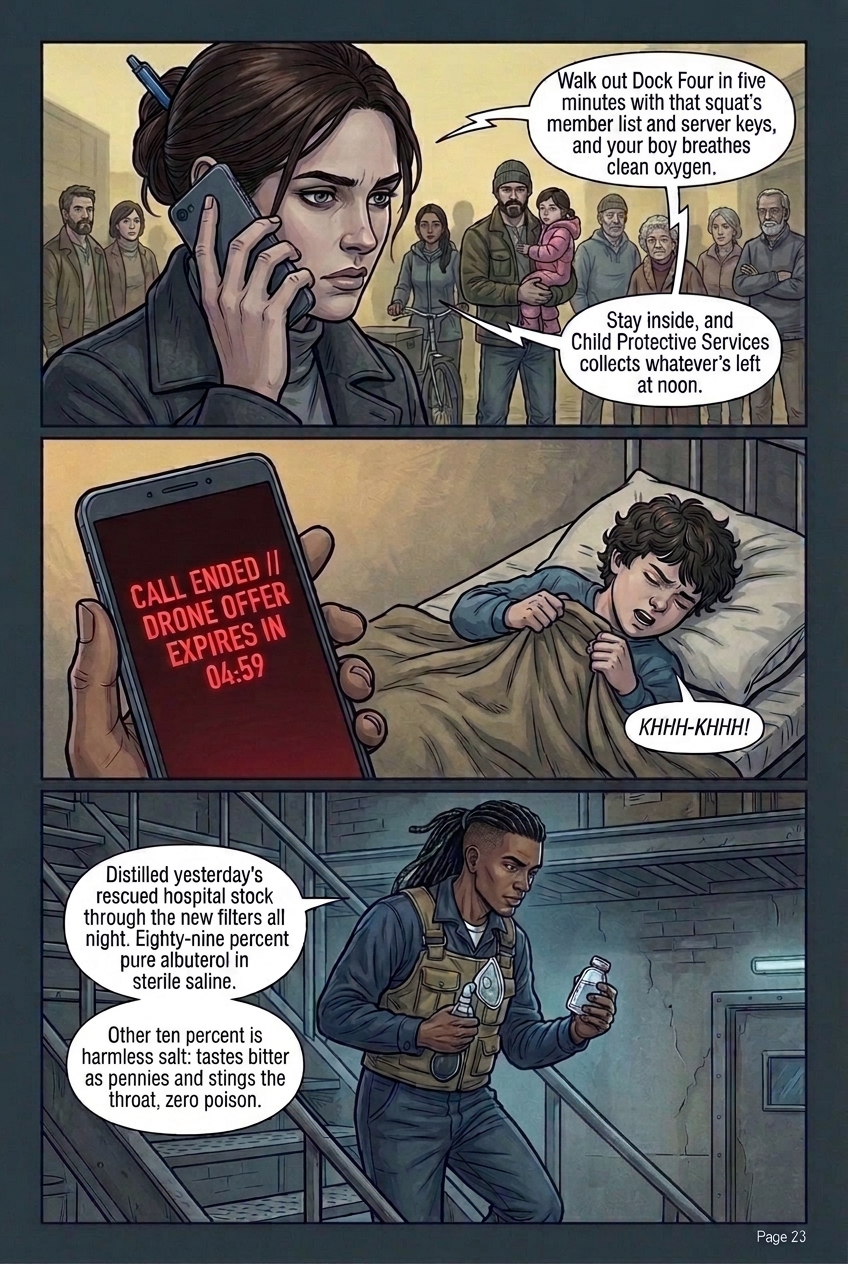 Walk out Dock Four in five
minutes with that squat's
member list and server keys,
and your boy breathes
clean oxygen.
Stay inside, and
Child Protective Services
collects whatever's left
at noon.
CALL ENDED //
DRONE OFFER
EXPIRES IN
04:59
KHHH-KHHH!
Distilled yesterday's
rescued hospital stock
through the new filters all
night. Eighty-nine percent
pure albuterol in
sterile saline.
Other ten percent is
harmless salt: tastes bitter
as pennies and stings the
throat, zero poison.
Page 23